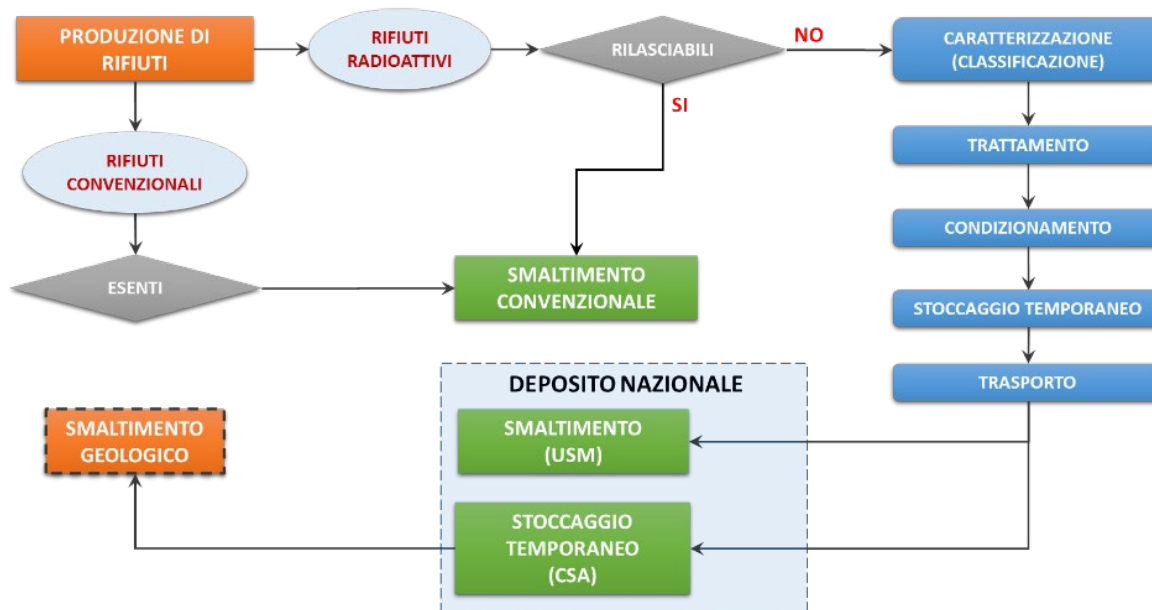 PRODUZIONE DI
RIFIUTI
RIFIUTI
RADIOATTIVI
RILASCIABILI
NO
CARATTERIZZAZIONE
(CLASSIFICAZIONE)
SI
RIFIUTI
CONVENZIONALI
TRATTAMENTO
CONDIZIONAMENTO
ESENTI
SMALTIMENTO
CONVENZIONALE
STOCCAGGIO TEMPORANEO
TRASPORTO
DEPOSITO NAZIONALE
SMALTIMENTO
(USM)
SMALTIMENTO
GEOLOGICO
STOCCAGGIO
TEMPORANEO
(CSA)